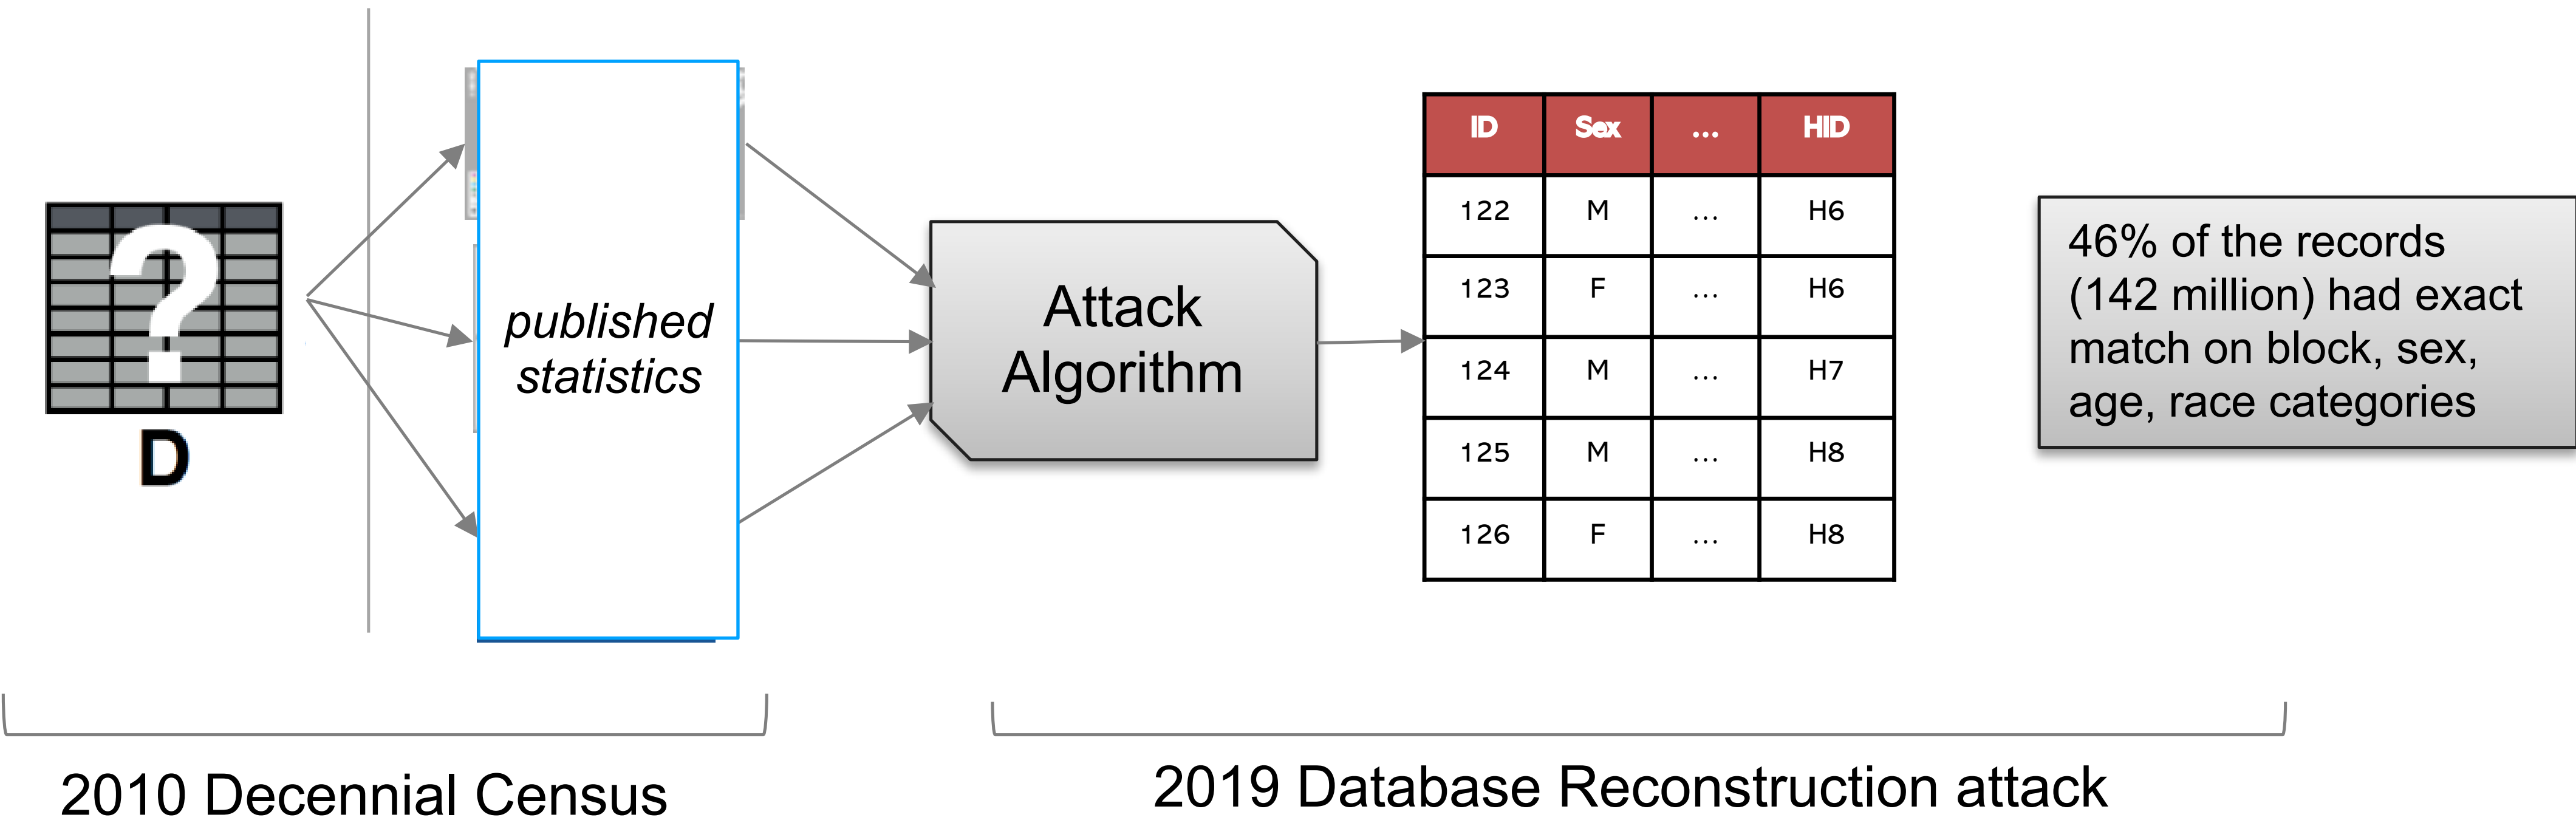 ?
D
published
statistics
Attack
Algorithm
ID Sex ... HID
122 M ... H6
123 F ... H6
124 M ... H7
125 M ... H8
126 F ... H8
46% of the records
(142 million) had exact
match on block, sex,
age, race categories
2010 Decennial Census
2019 Database Reconstruction attack